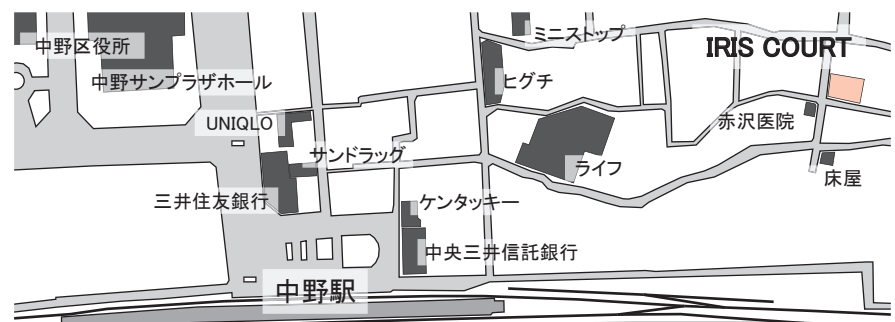 中野区役所
ミニストップ
IRIS COURT
中野サンプラザホール
ヒグチ
UNIQLO
赤沢医院
サンドラッグ
ライフ
床屋
三井住友銀行
ケンタッキー
中央三井信託銀行
中野駅